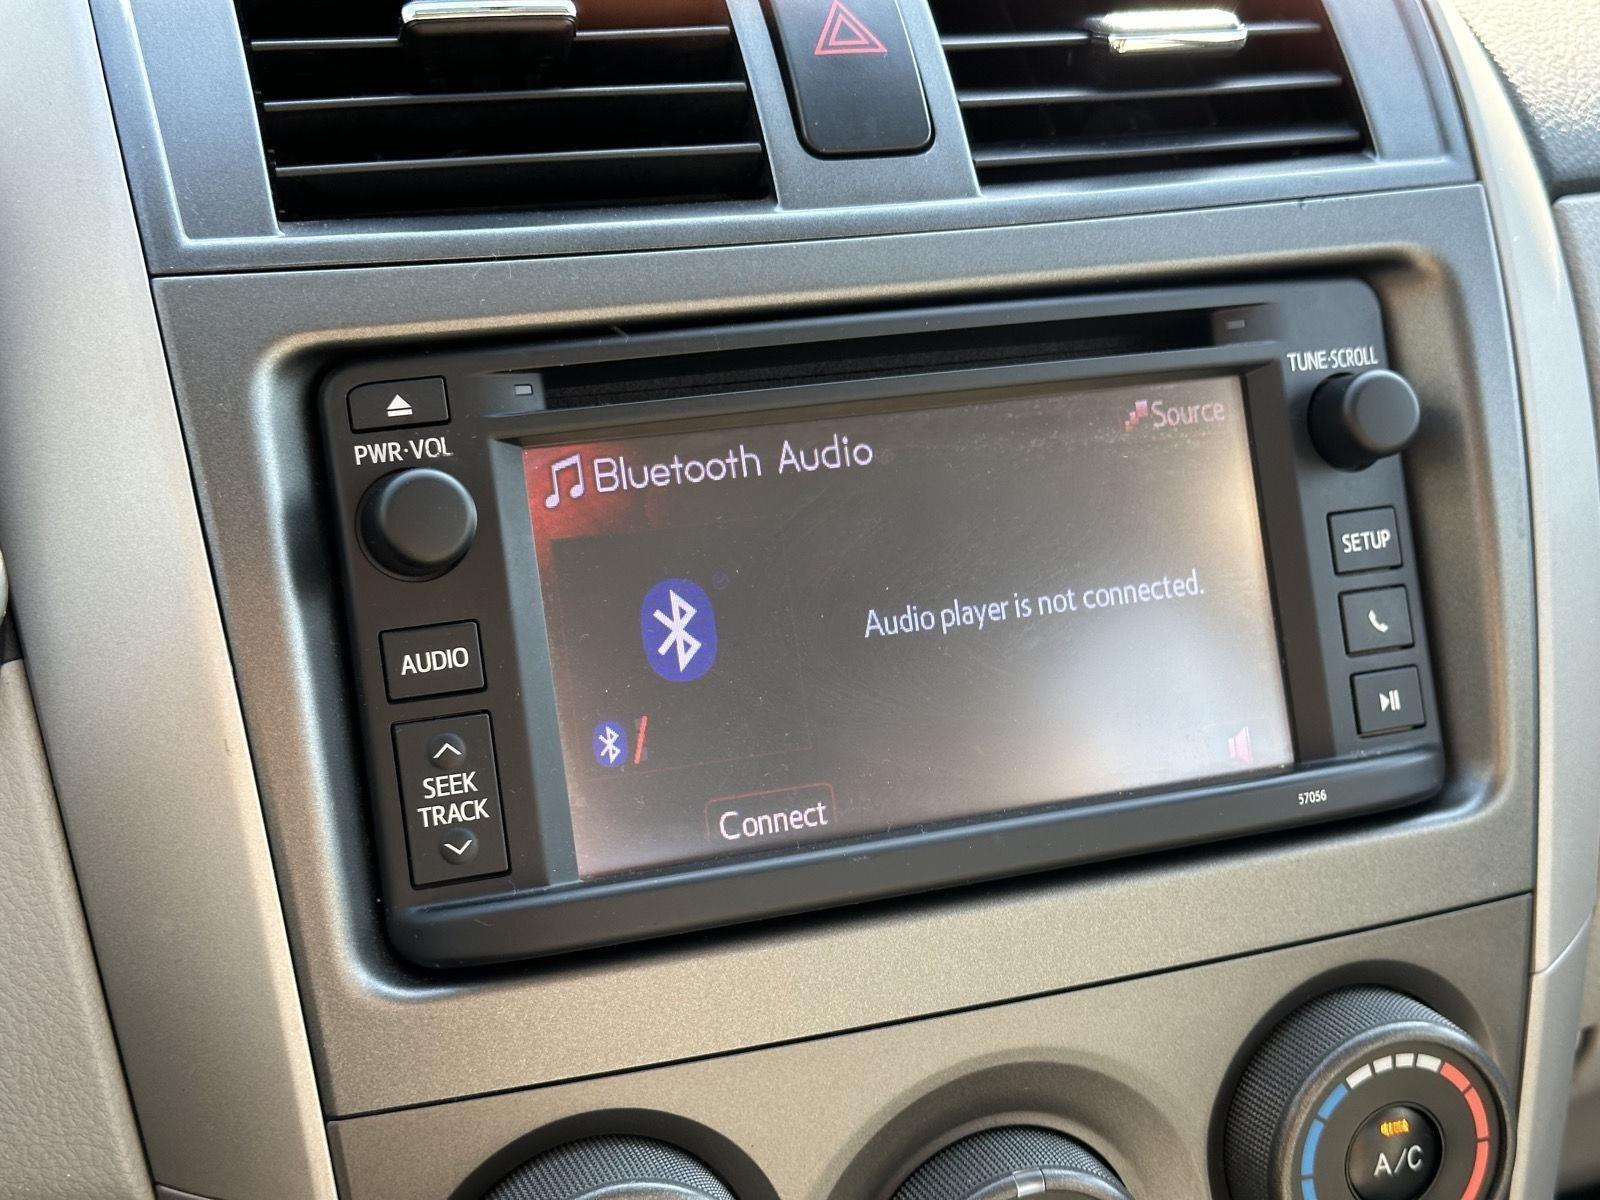 TUNE·SCROLL
PWR·VOL
Bluetooth Audio
Source
SETUP
Audio player is not connected.
AUDIO
SEEK
TRACK
Connect
57056
A/C